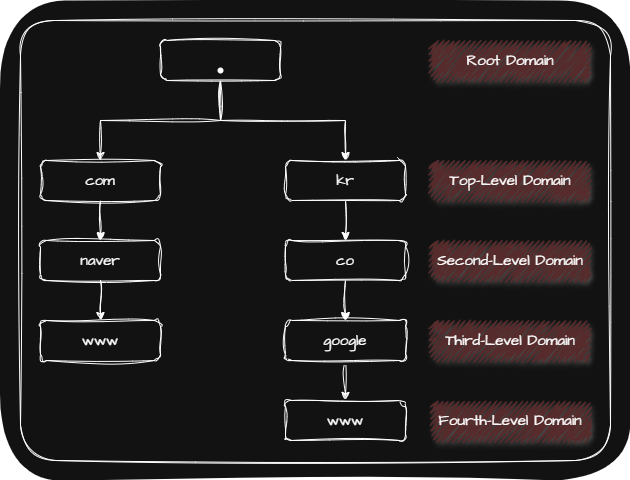 .
Root Domain
com
kr
Top-Level Domain
naver
co
Second-Level Domain
www
google
Third-Level Domain
www
Fourth-Level Domain